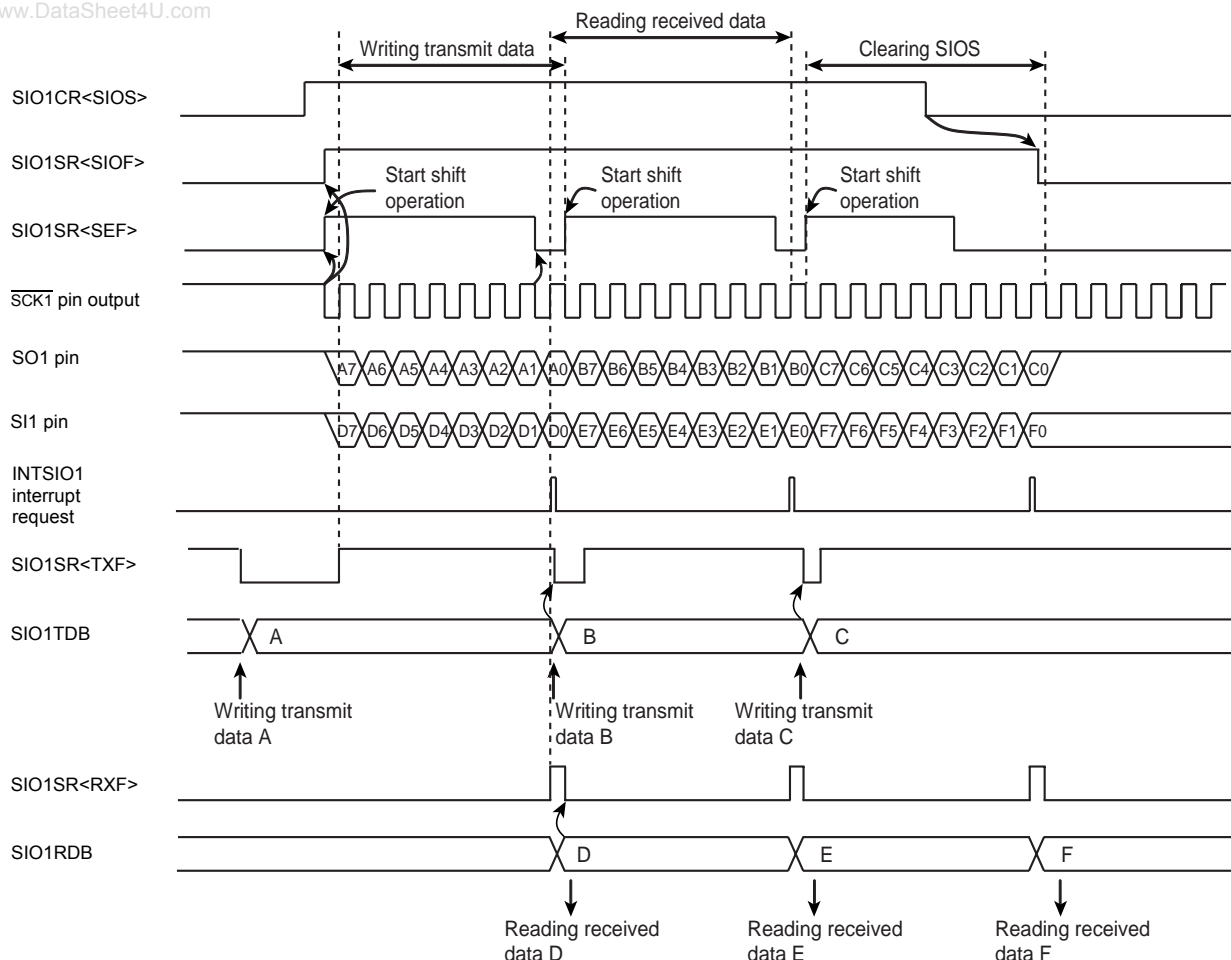 ww.DataSheet4U.com
Reading received data
Writing transmit data
Clearing SIOS
SIO1CR<SIOS>
SIO1SR<SIOF>
Start shift
operation
Start shift
operation
Start shift
operation
SIO1SR<SEF>
SCK1 pin output
SO1 pin
A7 A6 A5 A4 A3 A2 A1 A0 B7 B6 B5 B4 B3 B2 B1 B0 C7 C6 C5 C4 C3 C2 C1 C0
SI1 pin
D7 D6 D5 D4 D3 D2 D1 D0 E7 E6 E5 E4 E3 E2 E1 E0 F7 F6 F5 F4 F3 F2 F1 F0
INTSIO1
interrupt
request
SIO1SR<TXF>
SIO1TDB
A B C
Writing transmit
data A
Writing transmit
data B
Writing transmit
data C
SIO1SR<RXF>
SIO1RDB
D E F
Reading received
data D
Reading received
data E
Reading received
data F